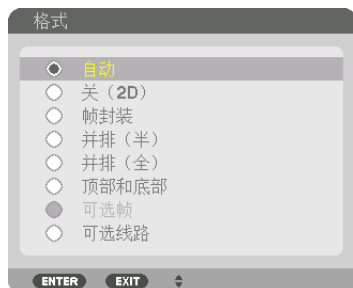 格式
自动
关（2D）
帧封装
并排（半）
并排（全）
顶部和底部
可选帧
可选线路
ENTER EXIT